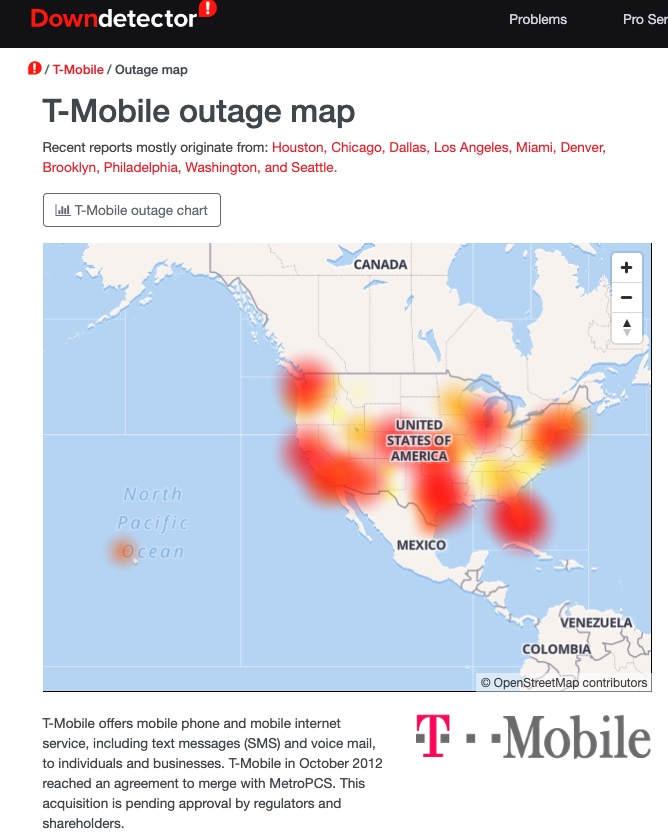 Downdetector !
Problems
Pro Ser
! / T-Mobile / Outage map
T-Mobile outage map
Recent reports mostly originate from: Houston, Chicago, Dallas, Los Angeles, Miami, Denver,
Brooklyn, Philadelphia, Washington, and Seattle.
T-Mobile outage chart
CANADA
+
−
UNITED
STATES OF
AMERICA
North
Pacific
Ocean
MEXICO
VENEZUELA
COLOMBIA
© OpenStreetMap contributors
T-Mobile offers mobile phone and mobile internet
service, including text messages (SMS) and voice mail,
to individuals and businesses. T-Mobile in October 2012
reached an agreement to merge with MetroPCS. This
acquisition is pending approval by regulators and
shareholders.
T · · Mobile